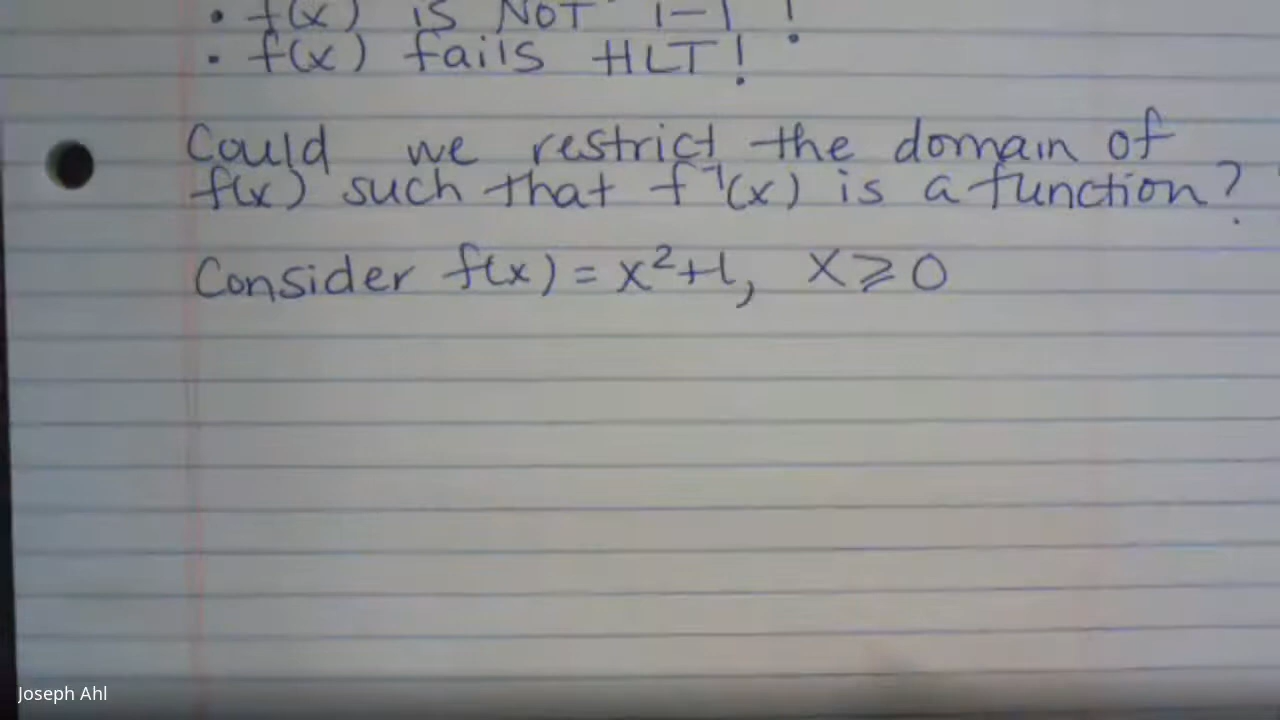 • f(x) is NOT 1-1 !
• f(x) fails HLT!
Could we restrict the domain of
f(x) such that f⁻¹(x) is a function?
Consider f(x) = x²+1, x ⩾ 0
Joseph Ahl